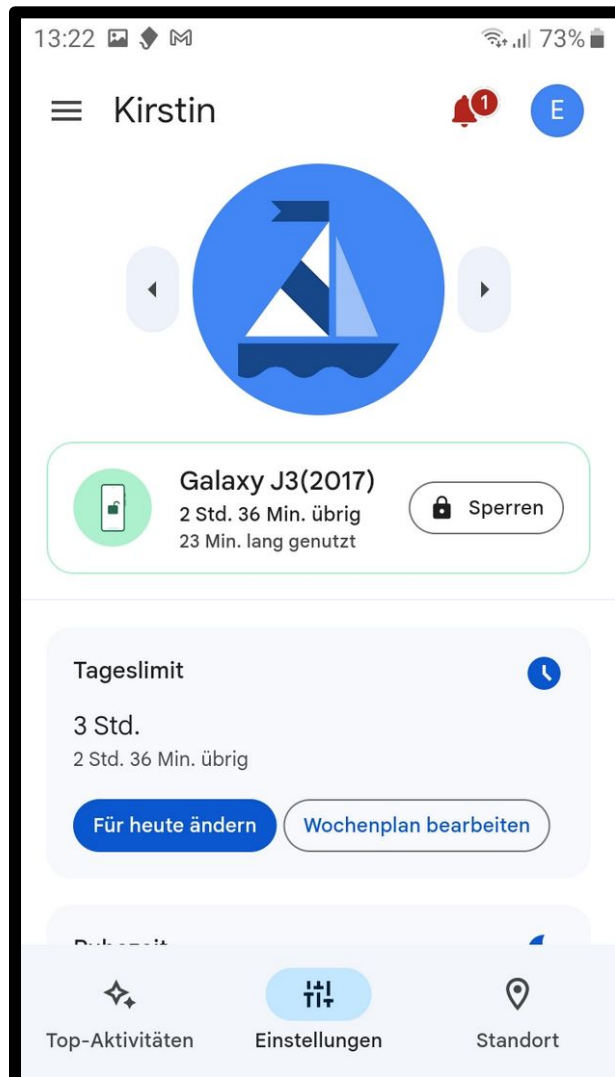 13:22 73%
Kirstin 1 E
Galaxy J3(2017)
2 Std. 36 Min. übrig
23 Min. lang genutzt
Sperren
Tageslimit
3 Std.
2 Std. 36 Min. übrig
Für heute ändern Wochenplan bearbeiten
Top-Aktivitäten Einstellungen Standort